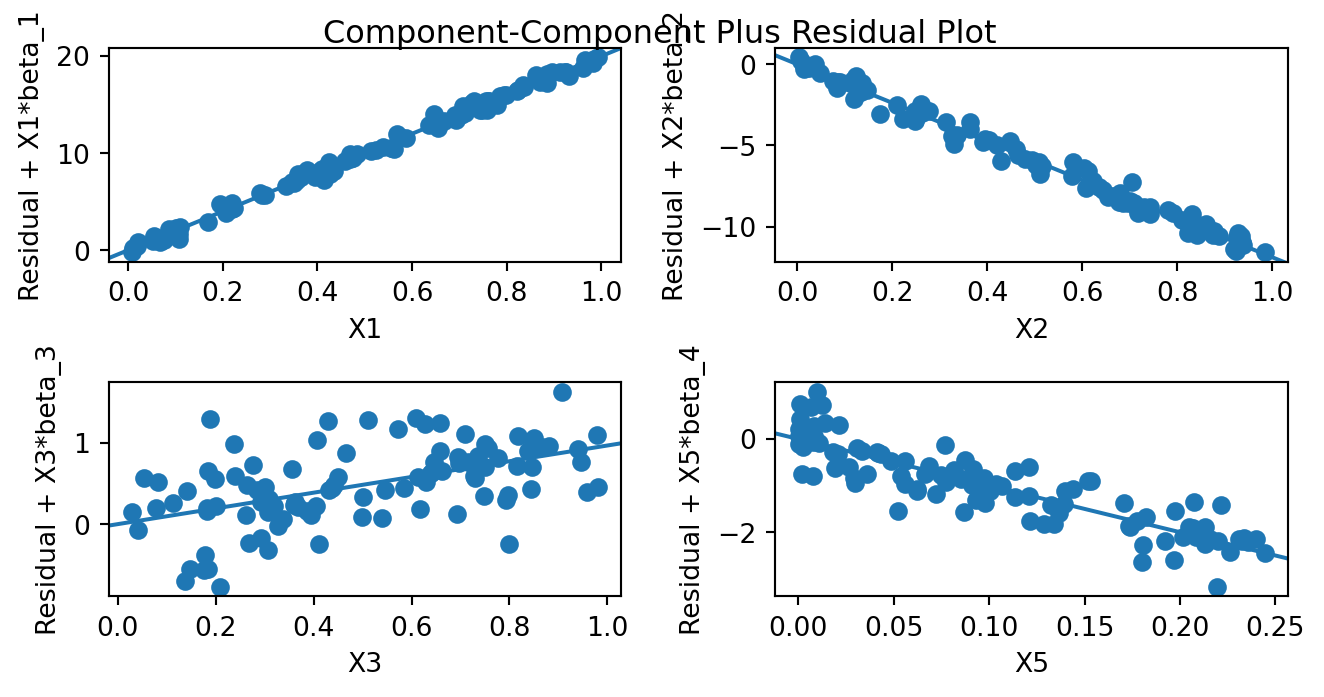 Component-Component Plus Residual Plot
Residual + X1*beta_1
20
10
0
0.0 0.2 0.4 0.6 0.8 1.0
X1
Residual + X2*beta_2
0
−5
−10
0.0 0.2 0.4 0.6 0.8 1.0
X2
Residual + X3*beta_3
1
0
0.0 0.2 0.4 0.6 0.8 1.0
X3
Residual + X5*beta_4
0
−2
0.00 0.05 0.10 0.15 0.20 0.25
X5